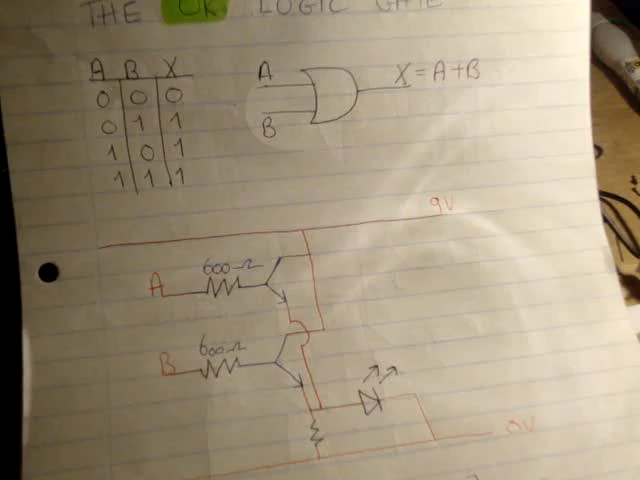 THE OR LOGIC GATE
A B X
0 0 0
0 1 1
1 0 1
1 1 1
A
B
X = A+B
9V
A 600Ω
B 600Ω
0V